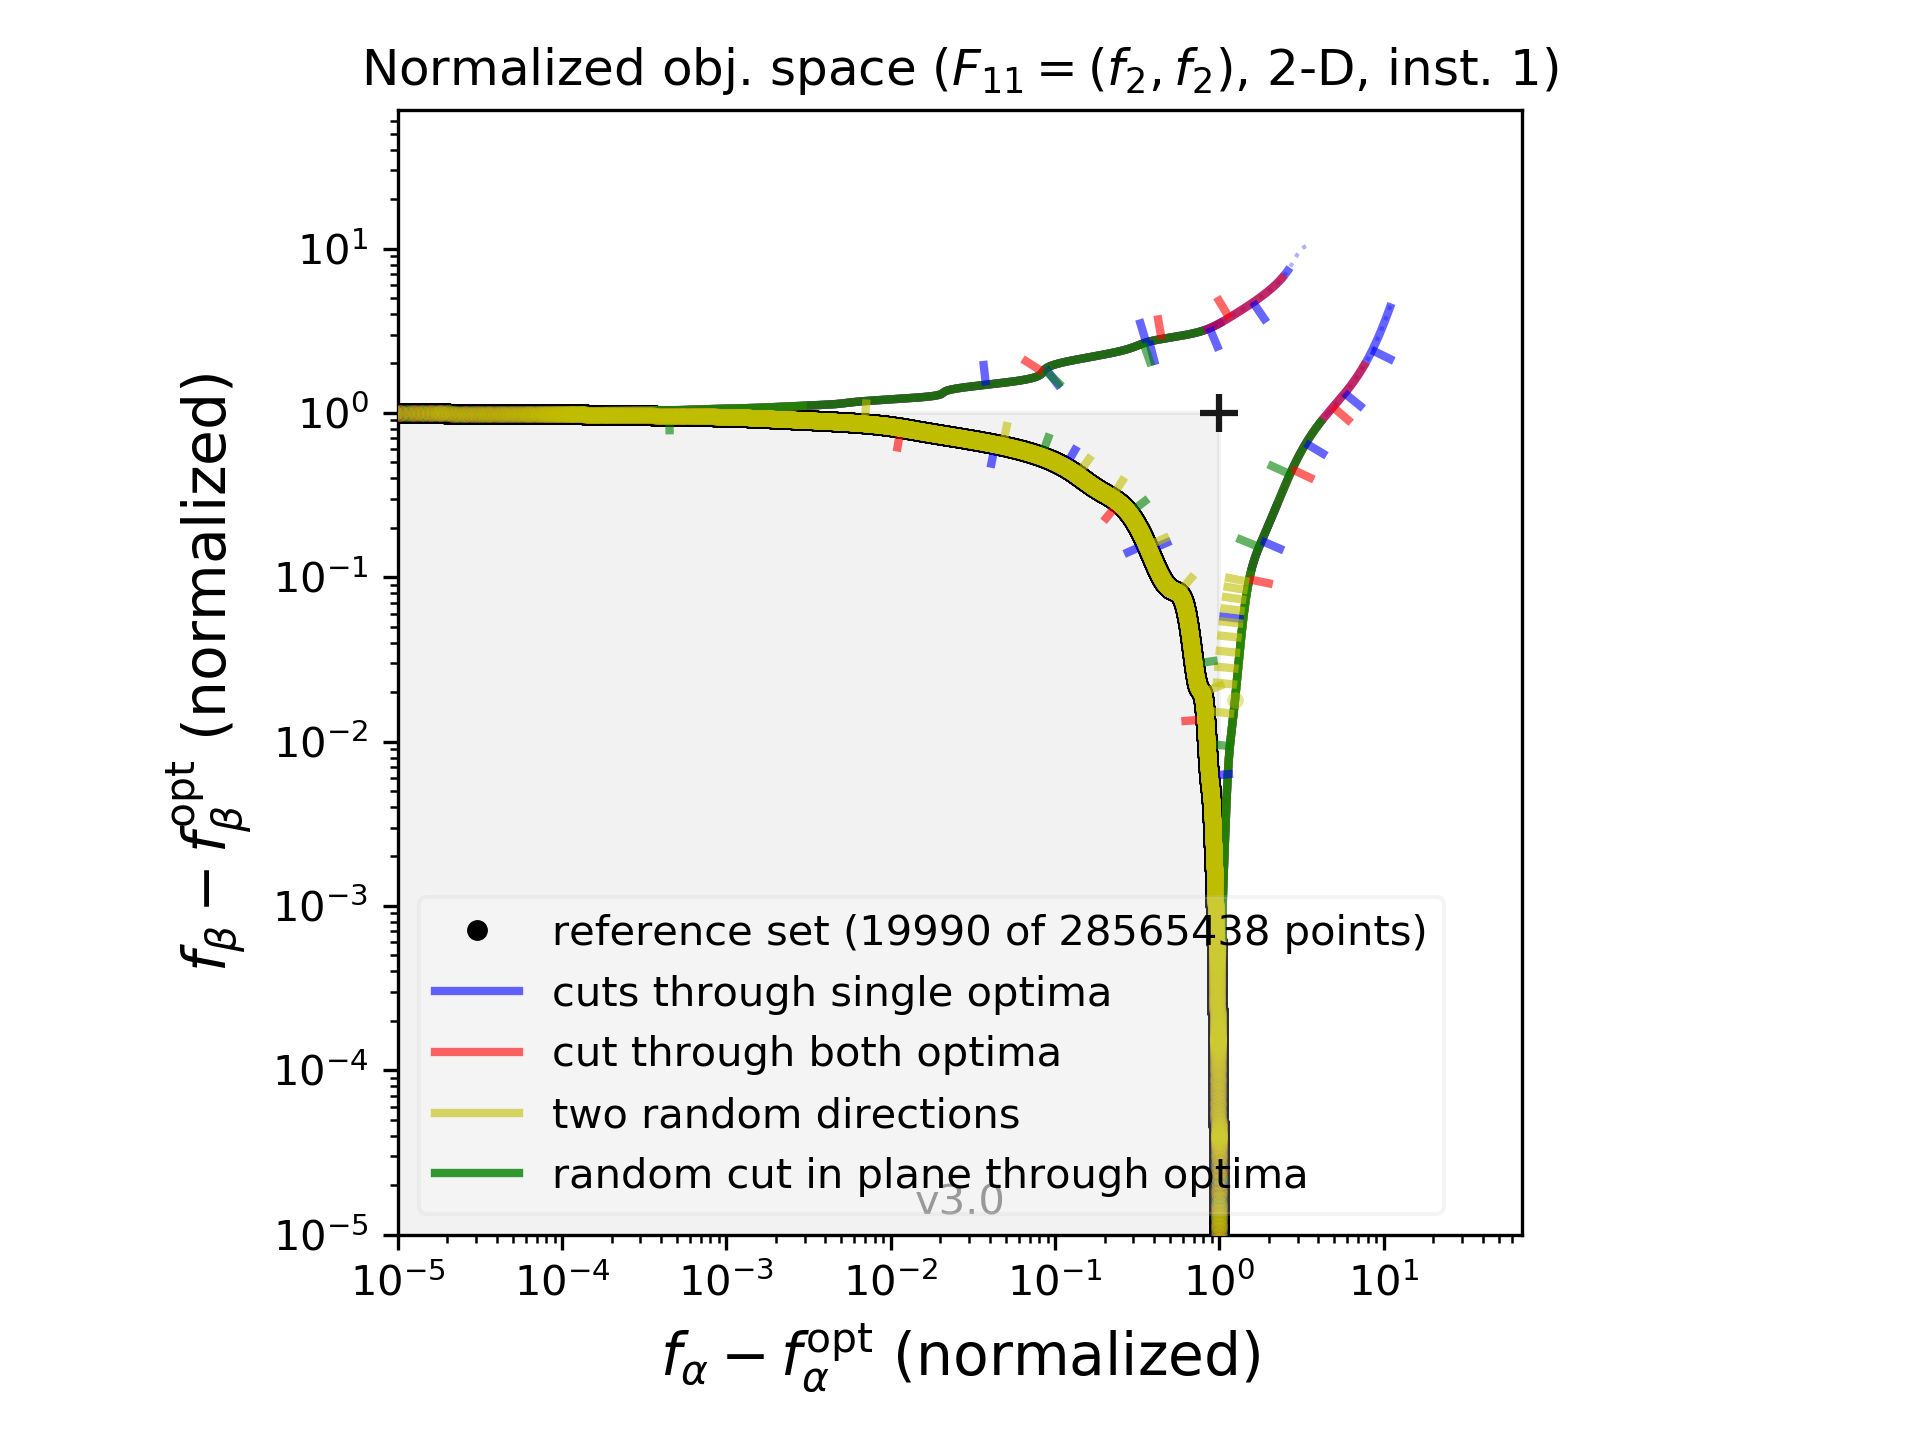 Normalized obj. space (F₁₁ = (f₂, f₂), 2-D, inst. 1)
f_β − f_β^opt (normalized)
10¹
10⁰
10⁻¹
10⁻²
10⁻³
10⁻⁴
10⁻⁵
reference set (19990 of 28565438 points)
cuts through single optima
cut through both optima
two random directions
random cut in plane through optima
v3.0
10⁻⁵ 10⁻⁴ 10⁻³ 10⁻² 10⁻¹ 10⁰ 10¹
f_α − f_α^opt (normalized)